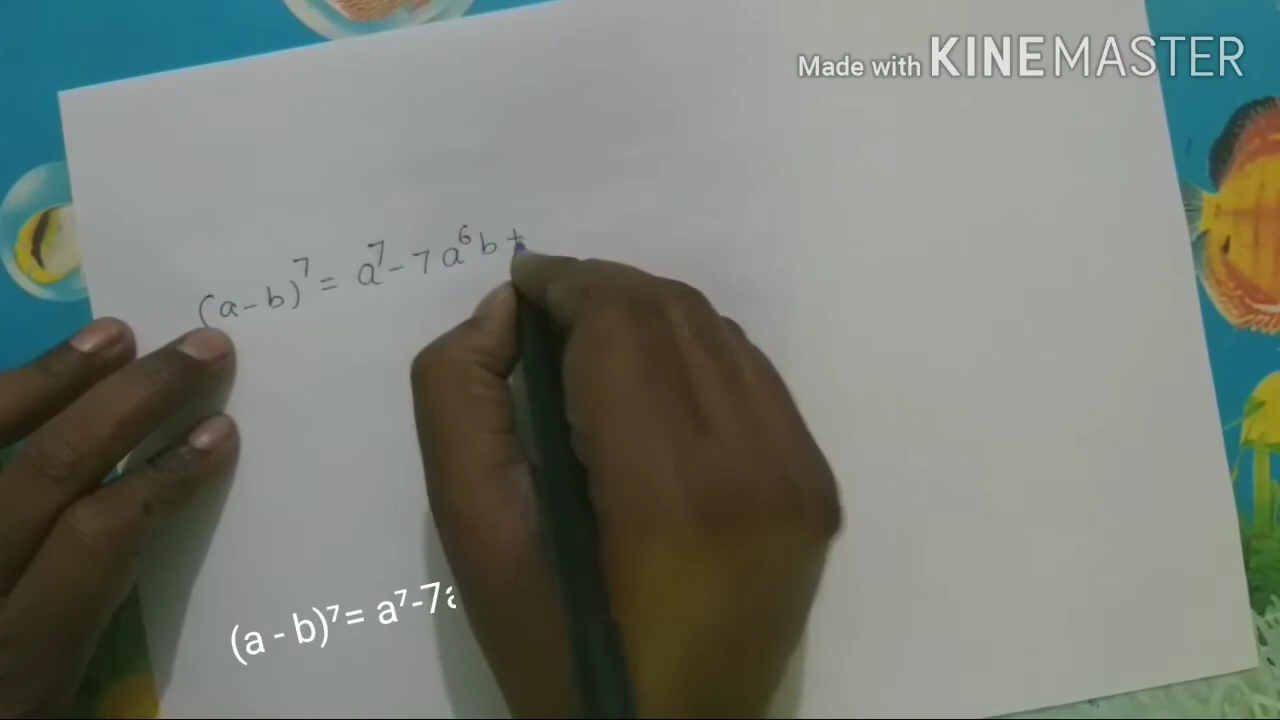 Made with KINEMASTER
(a-b)⁷ = a⁷ - 7a⁶b +
(a - b)⁷= a⁷-7a